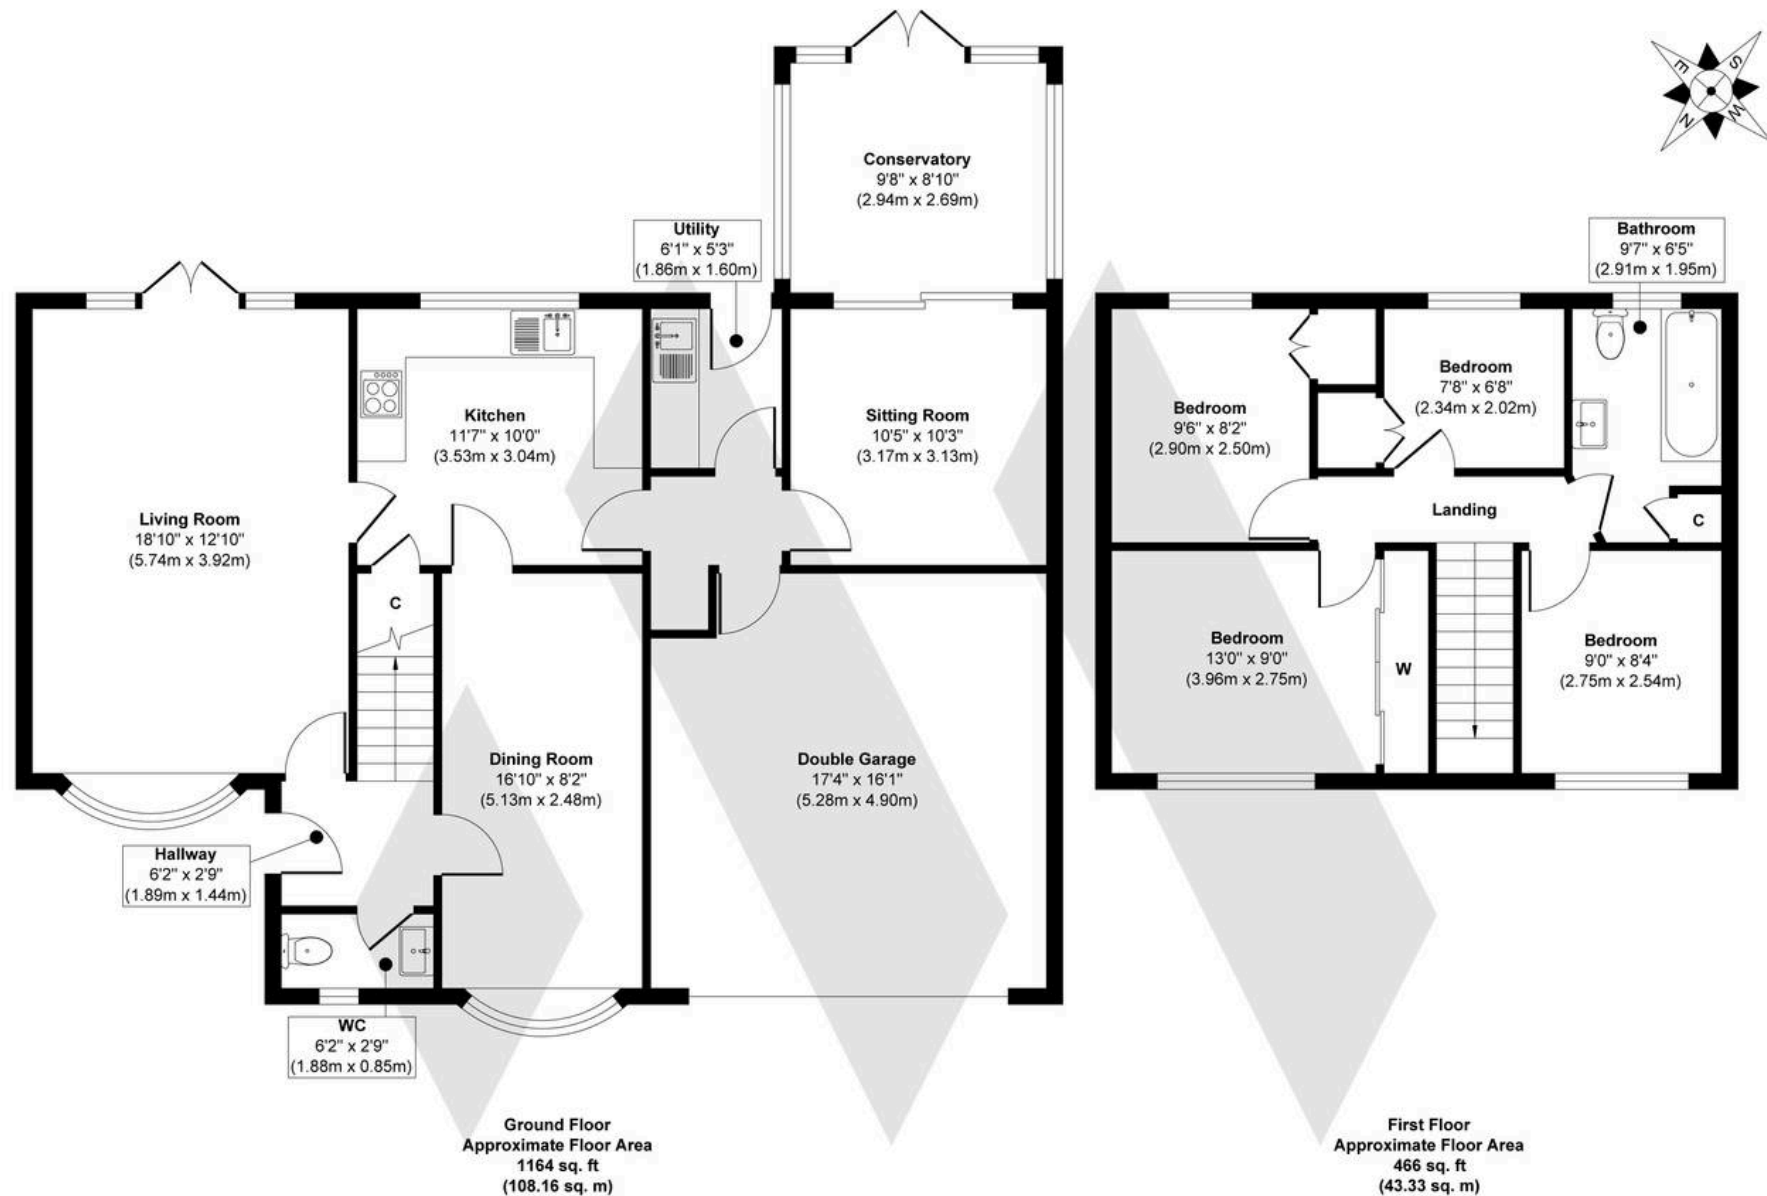 Conservatory
9'8" x 8'10"
(2.94m x 2.69m)
E
S
N
W
Utility
6'1" x 5'3"
(1.86m x 1.60m)
Bathroom
9'7" x 6'5"
(2.91m x 1.95m)
Kitchen
11'7" x 10'0"
(3.53m x 3.04m)
Sitting Room
10'5" x 10'3"
(3.17m x 3.13m)
Bedroom
9'6" x 8'2"
(2.90m x 2.50m)
Bedroom
7'8" x 6'8"
(2.34m x 2.02m)
Living Room
18'10" x 12'10"
(5.74m x 3.92m)
Landing
C
C
Bedroom
13'0" x 9'0"
(3.96m x 2.75m)
W
Bedroom
9'0" x 8'4"
(2.75m x 2.54m)
Dining Room
16'10" x 8'2"
(5.13m x 2.48m)
Double Garage
17'4" x 16'1"
(5.28m x 4.90m)
Hallway
6'2" x 2'9"
(1.89m x 1.44m)
WC
6'2" x 2'9"
(1.88m x 0.85m)
Ground Floor
Approximate Floor Area
1164 sq. ft
(108.16 sq. m)
First Floor
Approximate Floor Area
466 sq. ft
(43.33 sq. m)